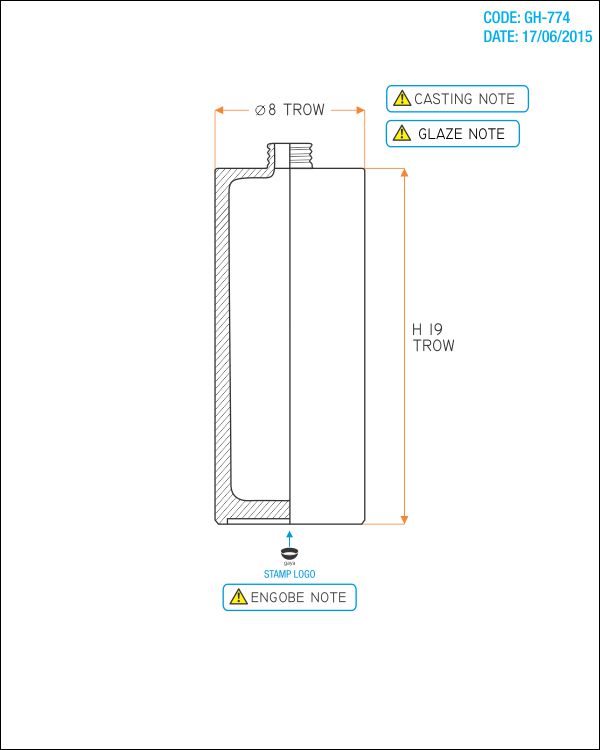 CODE: GH-774
DATE: 17/06/2015
CASTING NOTE
⌀8 TROW
GLAZE NOTE
H 19
TROW
gaya
STAMP LOGO
ENGOBE NOTE